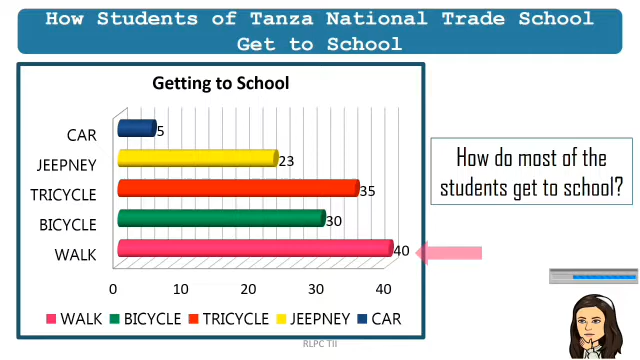 How Students of Tanza National Trade School
Get to School
Getting to School
CAR
5
JEEPNEY
23
TRICYCLE
35
BICYCLE
30
WALK
40
0 10 20 30 40
WALK BICYCLE TRICYCLE JEEPNEY CAR
How do most of the
students get to school?
RLPC TII